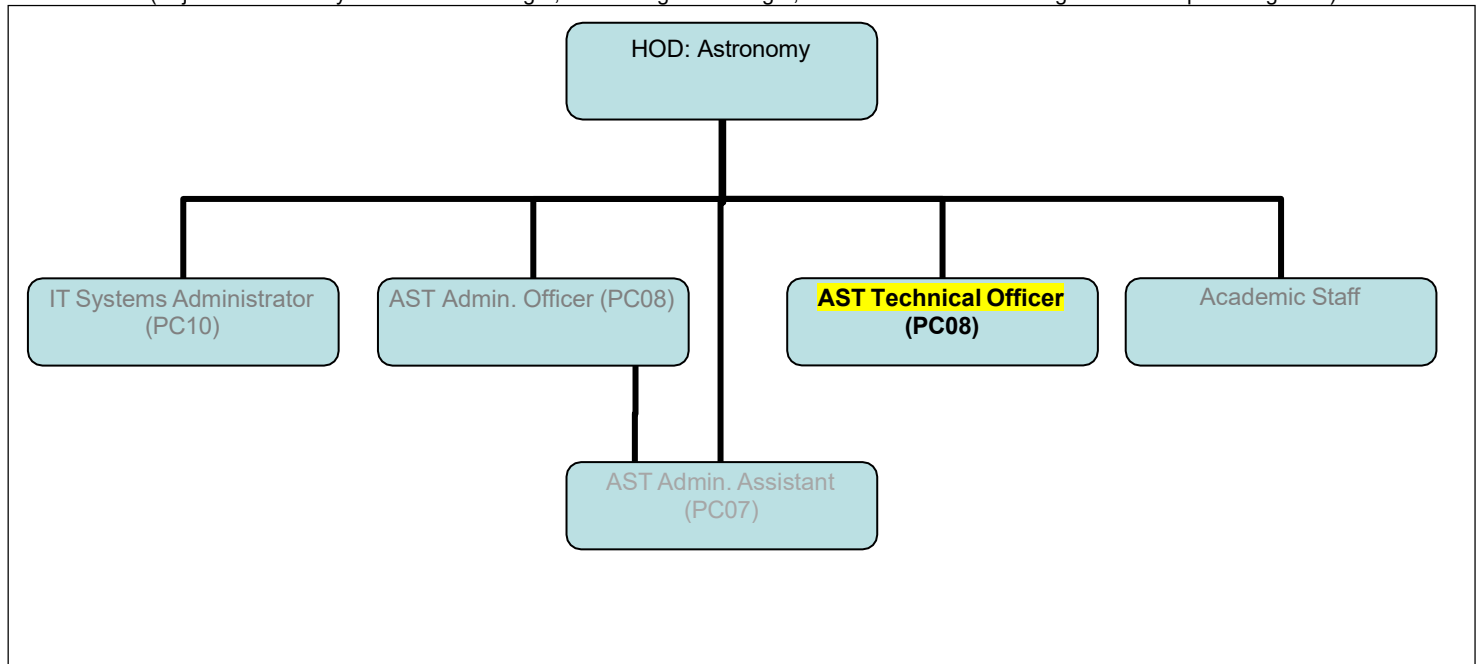 HOD: Astronomy
IT Systems Administrator
(PC10)
AST Admin. Officer (PC08)
AST Technical Officer
(PC08)
Academic Staff
AST Admin. Assistant
(PC07)